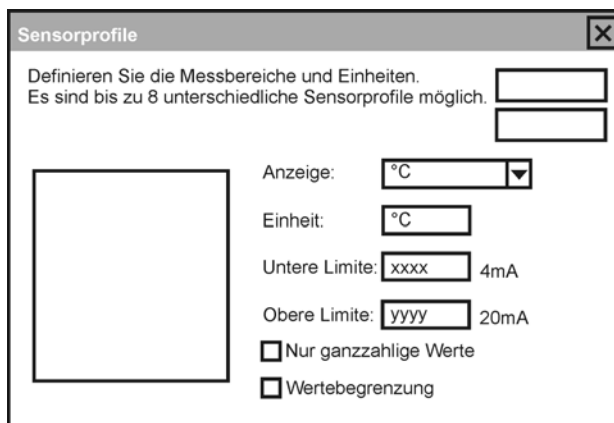 Sensorprofile
Definieren Sie die Messbereiche und Einheiten.
Es sind bis zu 8 unterschiedliche Sensorprofile möglich.
Anzeige: °C
Einheit: °C
Untere Limite: xxxx 4mA
Obere Limite: yyyy 20mA
Nur ganzzahlige Werte
Wertebegrenzung